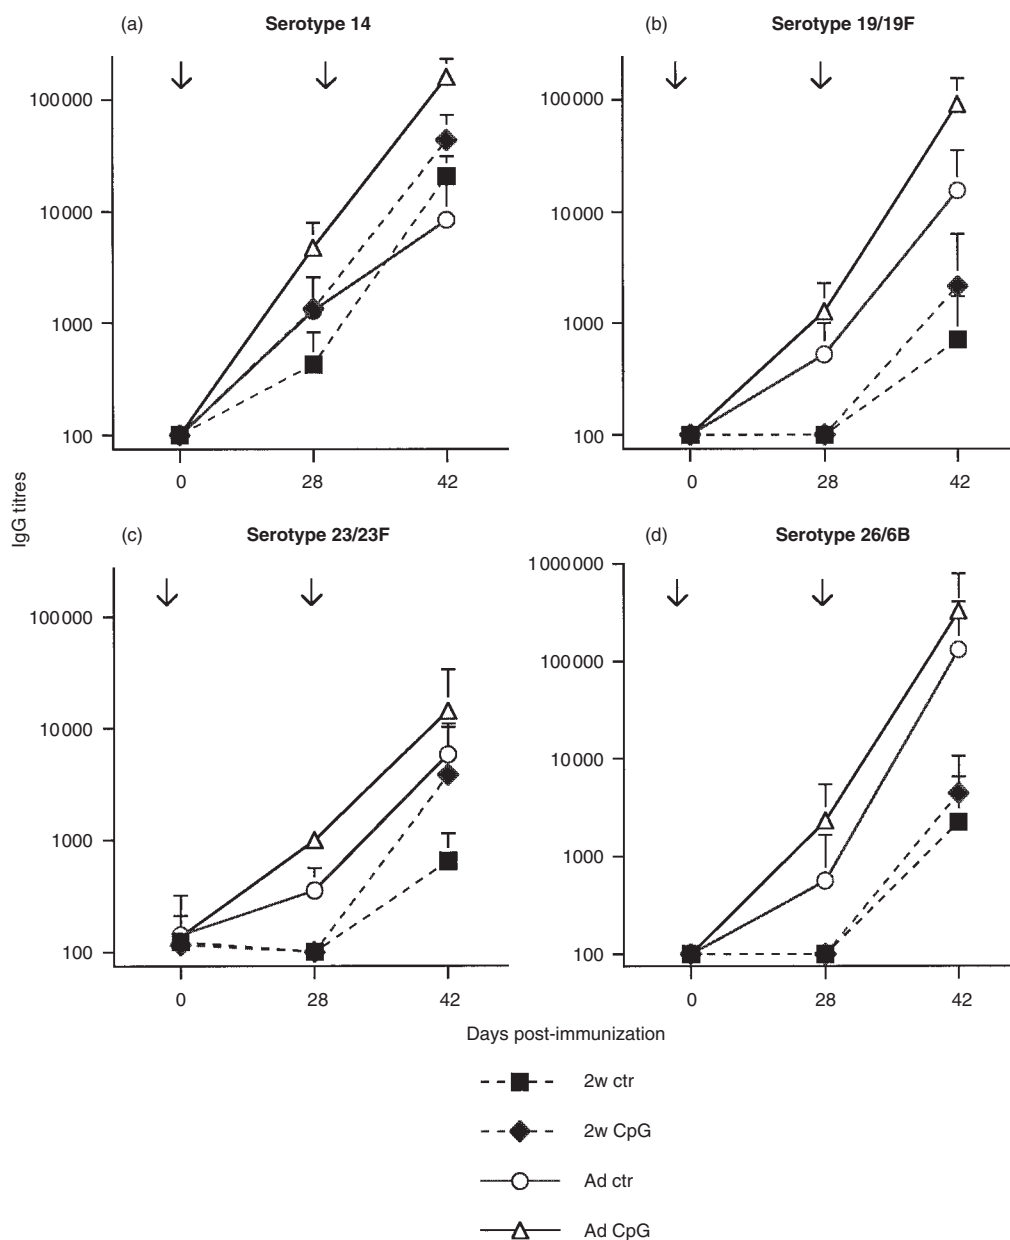 (a) Serotype 14
100 000
10 000
1000
100
0 28 42
(b) Serotype 19/19F
100 000
10 000
1000
100
0 28 42
IgG titres
(c) Serotype 23/23F
100 000
10 000
1000
100
0 28 42
(d) Serotype 26/6B
1000 000
100 000
10 000
1000
100
0 28 42
Days post-immunization
2w ctr
2w CpG
Ad ctr
Ad CpG